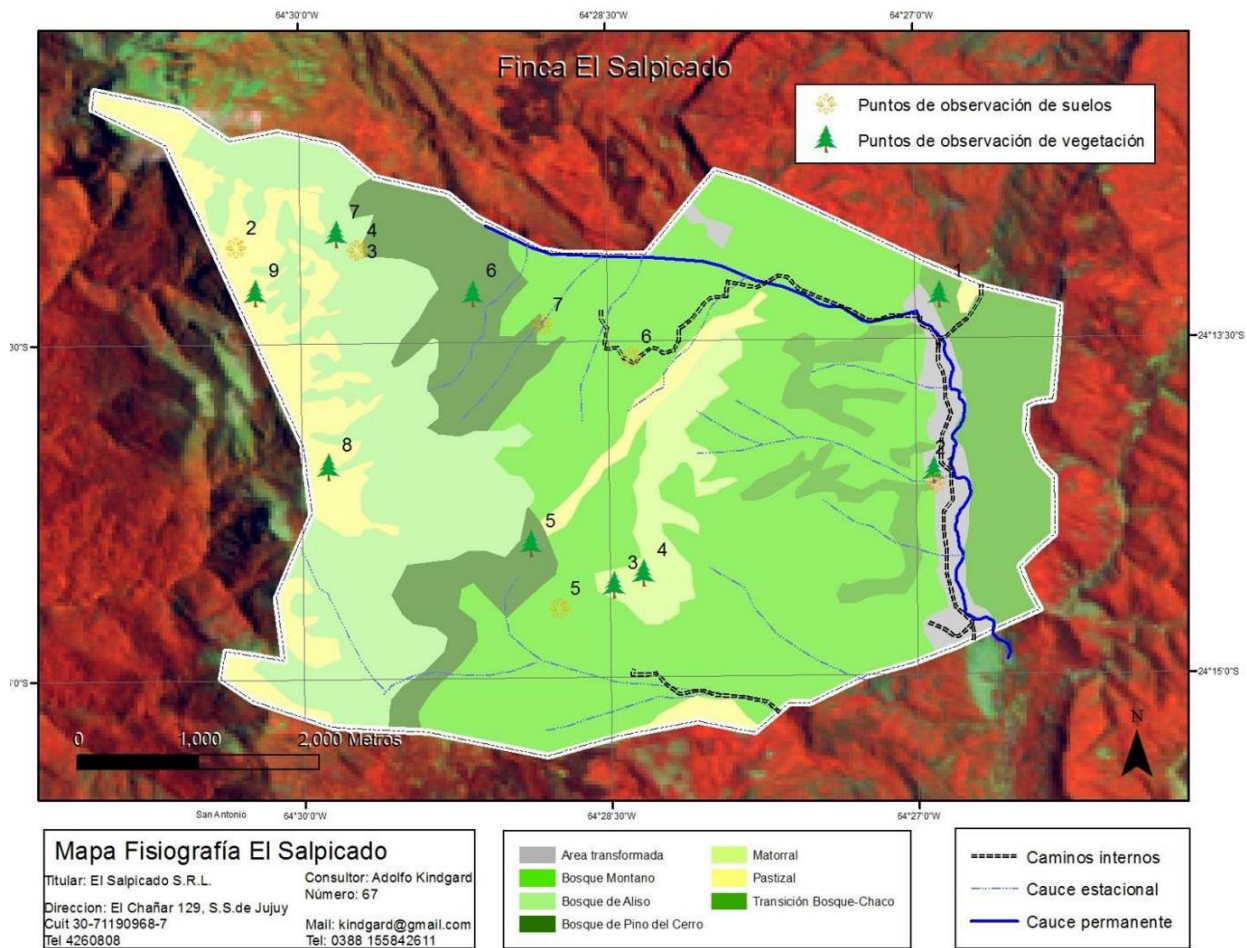 64°30'0"W 64°28'30"W 64°27'0"W
Finca El Salpicado
Puntos de observación de suelos
Puntos de observación de vegetación
7
2
4
3
9
6
1
7
6
30"S
24°13'30"S
8
2
5
4
3
5
24°15'0"S
'0"S
N
0 1,000 2,000 Metros
San Antonio
64°30'0"W 64°28'30"W 64°27'0"W
Mapa Fisiografía El Salpicado
Titular: El Salpicado S.R.L.
Direccion: El Chañar 129, S.S.de Jujuy
Cuit 30-71190968-7
Tel 4260808
Consultor: Adolfo Kindgard
Número: 67
Mail: kindgard@gmail.com
Tel: 0388 155842611
Area transformada
Bosque Montano
Bosque de Aliso
Bosque de Pino del Cerro
Matorral
Pastizal
Transición Bosque-Chaco
Caminos internos
Cauce estacional
Cauce permanente